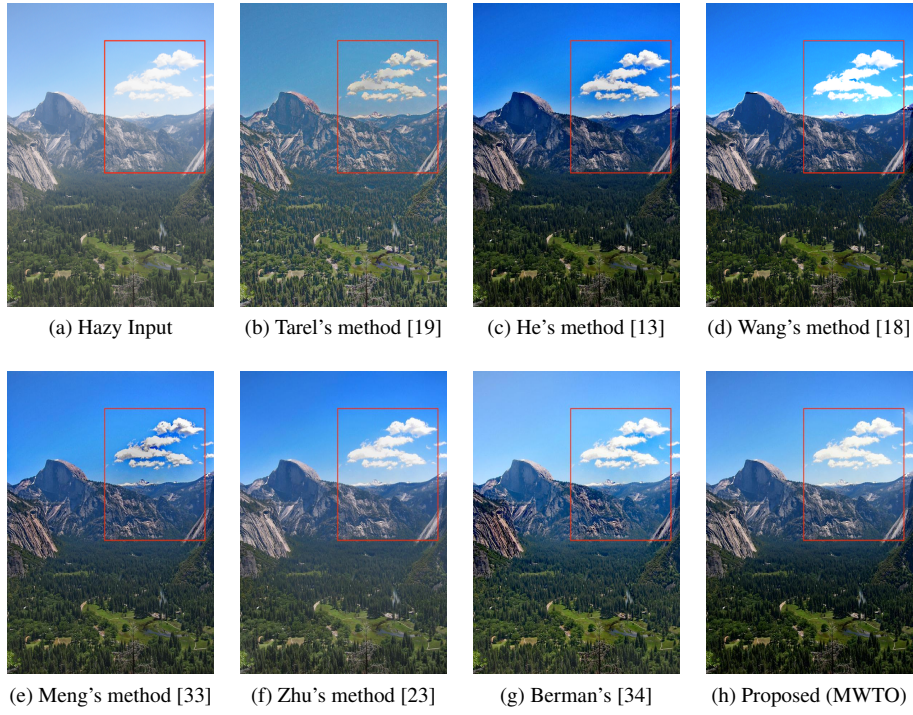 (a) Hazy Input
(b) Tarel's method [19]
(c) He's method [13]
(d) Wang's method [18]
(e) Meng's method [33]
(f) Zhu's method [23]
(g) Berman's [34]
(h) Proposed (MWTO)